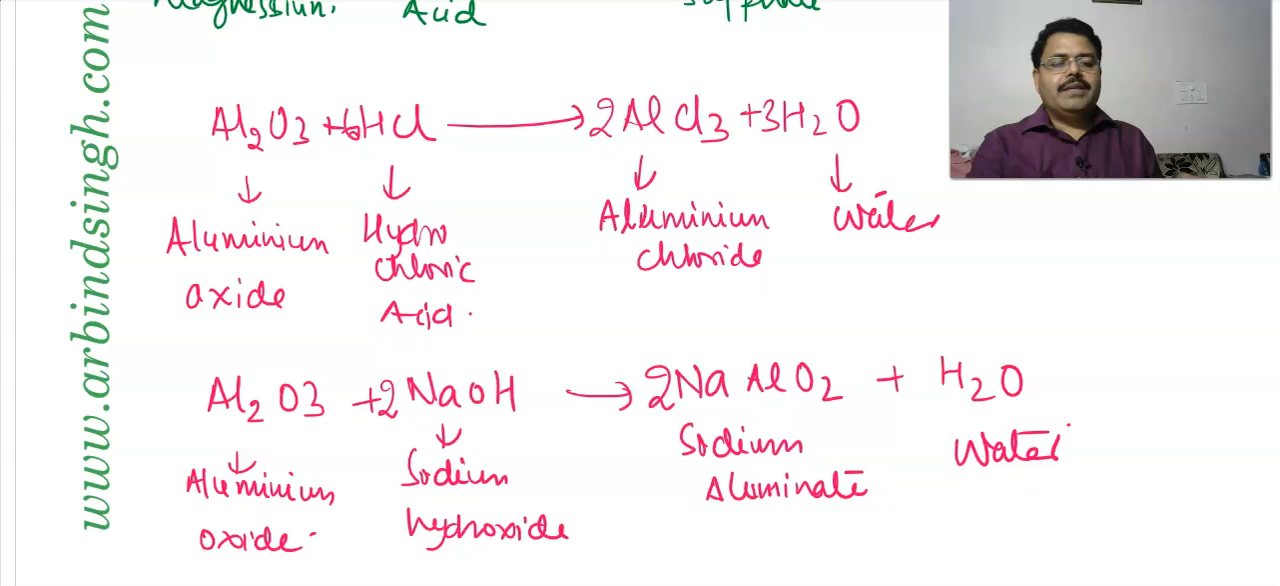 Acid
www.arbindsingh.com
Al2O3 + 6HCl ⟶ 2AlCl3 + 3H2O
↓ ↓ ↓ ↓
Aluminium Hydro Aluminium Water
axide chloric chloride
Acid.
Al2O3 + 2NaOH ⟶ 2NaAlO2 + H2O
↓ ↓
Aluminium Sodium Sodium Water
oxide. hydroxide Aluminate